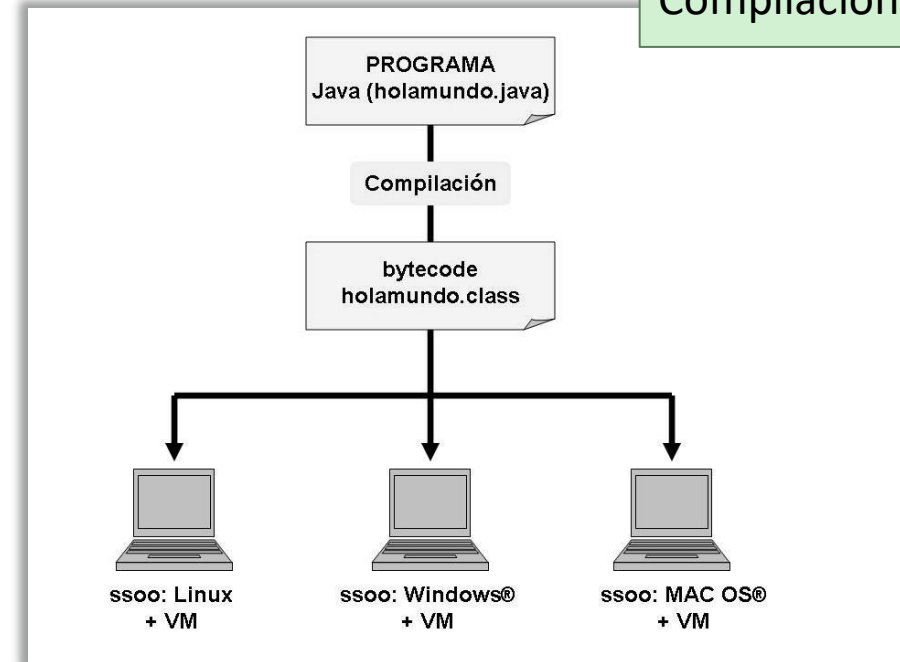 Compilación
PROGRAMA
Java (holamundo.java)
Compilación
bytecode
holamundo.class
ssoo: Linux
+ VM
ssoo: Windows®
+ VM
ssoo: MAC OS®
+ VM